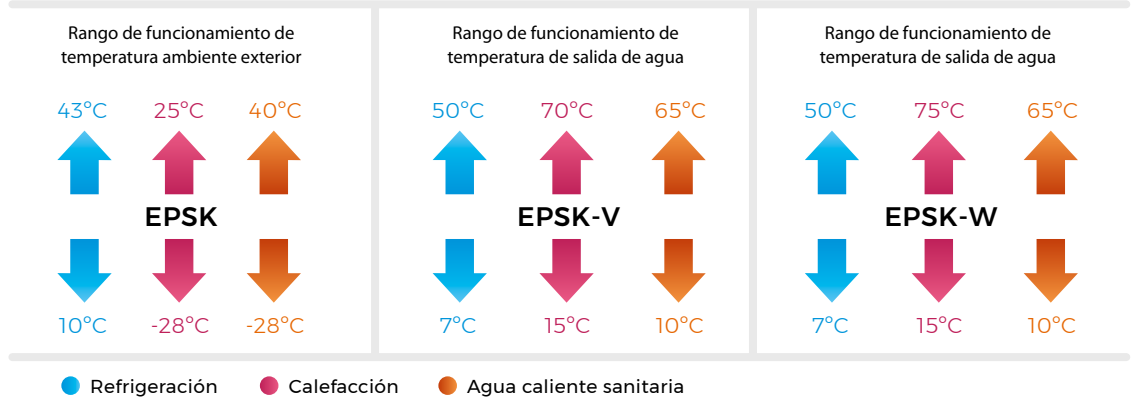 Rango de funcionamiento de
temperatura ambiente exterior
43°C 25°C 40°C
EPSK
10°C -28°C -28°C
Rango de funcionamiento de
temperatura de salida de agua
50°C 70°C 65°C
EPSK-V
7°C 15°C 10°C
Rango de funcionamiento de
temperatura de salida de agua
50°C 75°C 65°C
EPSK-W
7°C 15°C 10°C
Refrigeración Calefacción Agua caliente sanitaria